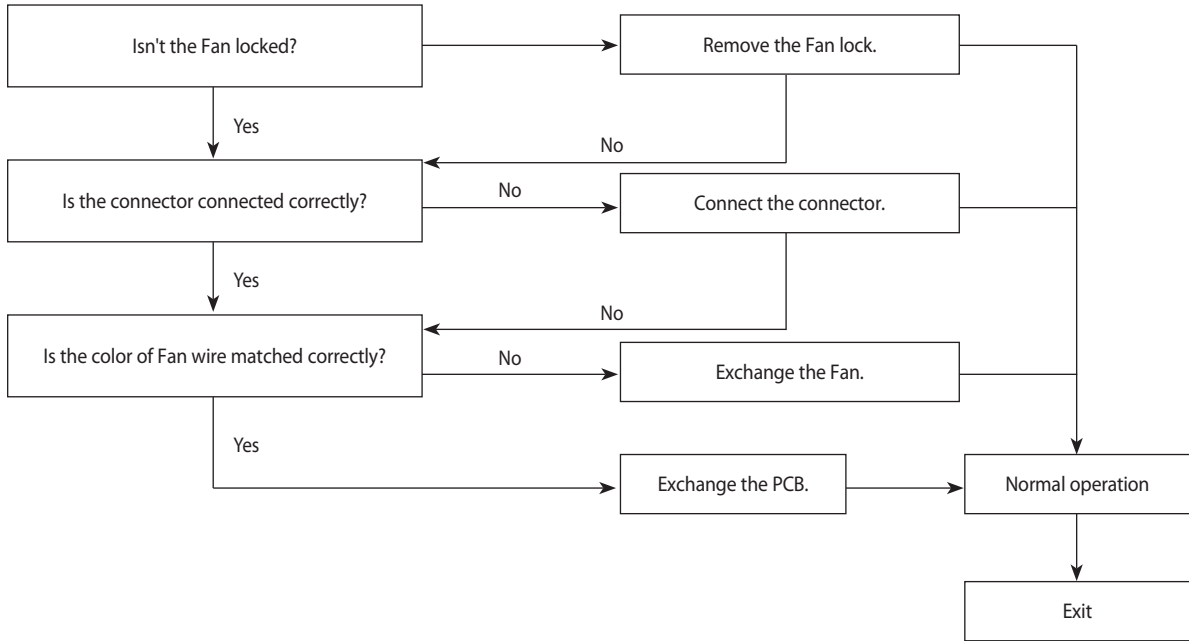 Isn't the Fan locked?
Remove the Fan lock.
Yes
No
Is the connector connected correctly?
No
Connect the connector.
Yes
No
Is the color of Fan wire matched correctly?
No
Exchange the Fan.
Yes
Exchange the PCB.
Normal operation
Exit